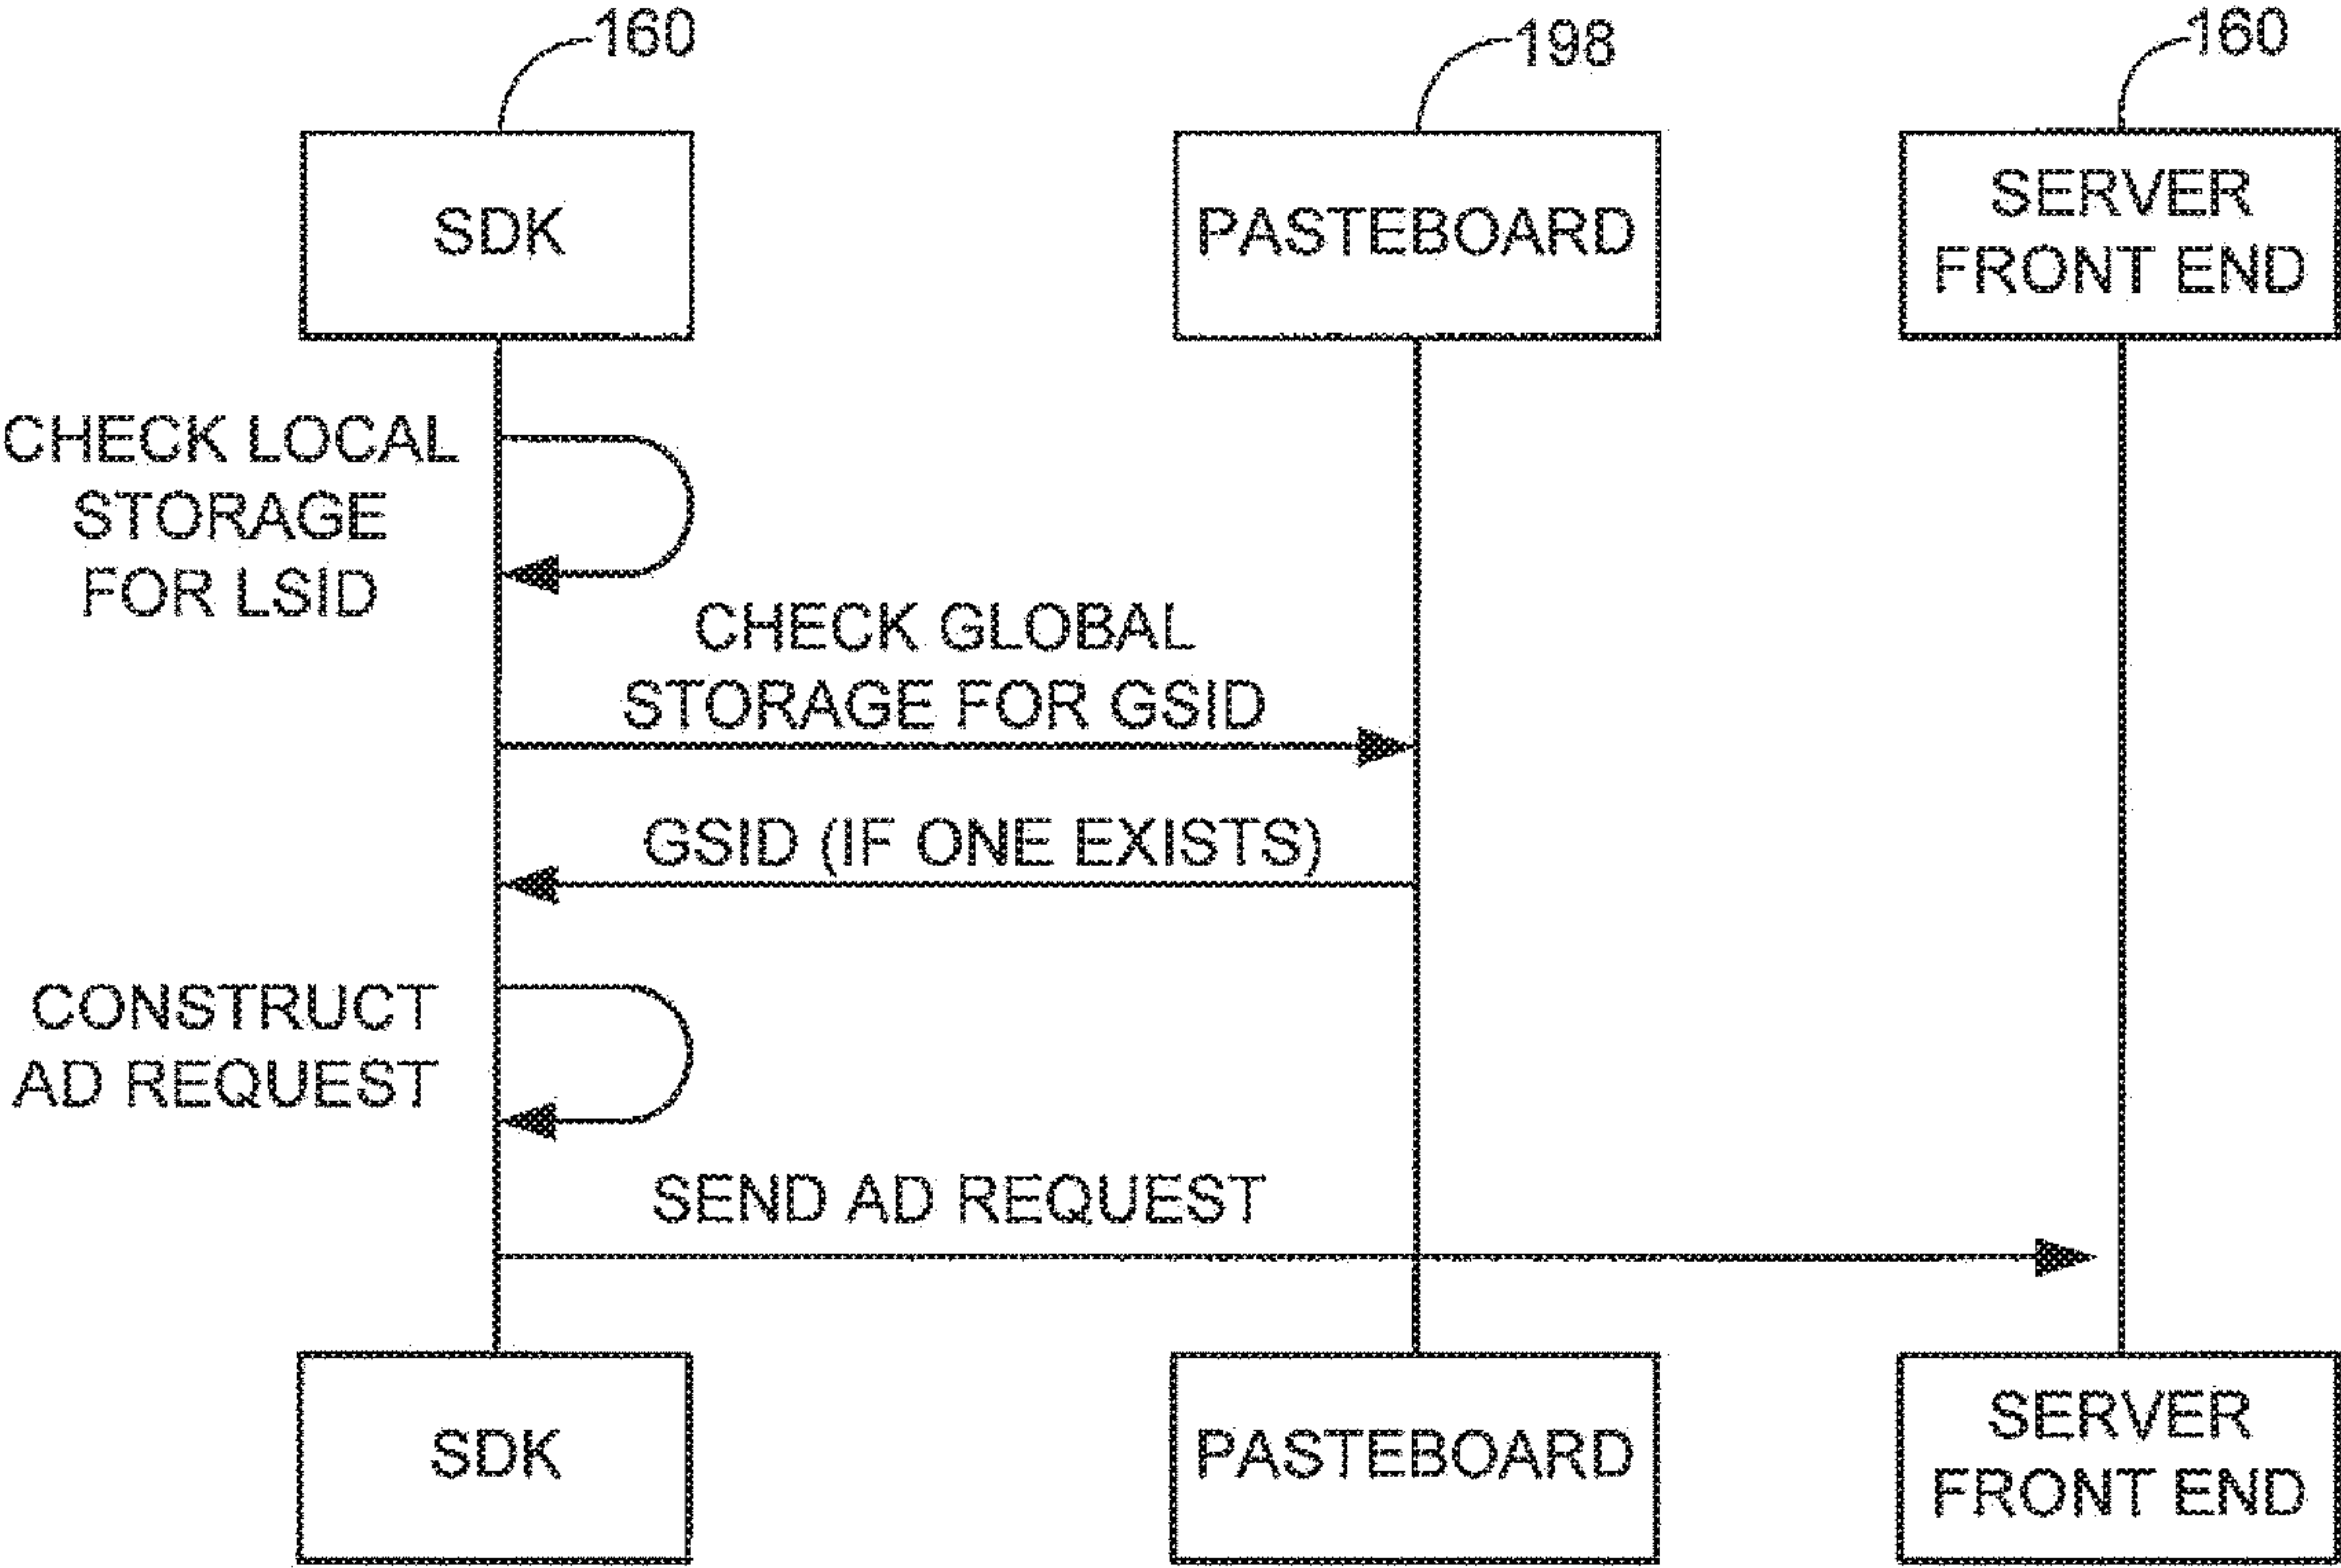 160
198
160
SDK
PASTEBOARD
SERVER
FRONT END
CHECK LOCAL
STORAGE
FOR LSID
CHECK GLOBAL
STORAGE FOR GSID
GSID (IF ONE EXISTS)
CONSTRUCT
AD REQUEST
SEND AD REQUEST
SDK
PASTEBOARD
SERVER
FRONT END